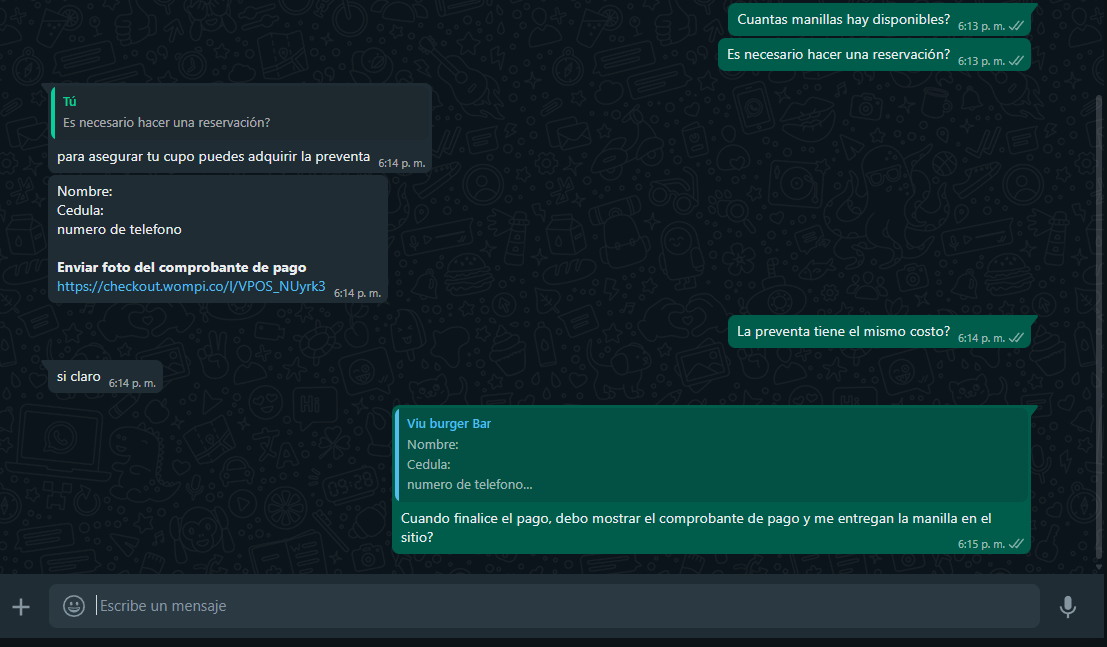 Cuantas manillas hay disponibles? 6:13 p. m.
Es necesario hacer una reservación? 6:13 p. m.
Tú
Es necesario hacer una reservación?
para asegurar tu cupo puedes adquirir la preventa 6:14 p. m.
Nombre:
Cedula:
numero de telefono
Enviar foto del comprobante de pago
https://checkout.wompi.co/l/VPOS_NUyrk3 6:14 p. m.
La preventa tiene el mismo costo? 6:14 p. m.
si claro 6:14 p. m.
Viu burger Bar
Nombre:
Cedula:
numero de telefono...
Cuando finalice el pago, debo mostrar el comprobante de pago y me entregan la manilla en el
sitio? 6:15 p. m.
Escribe un mensaje